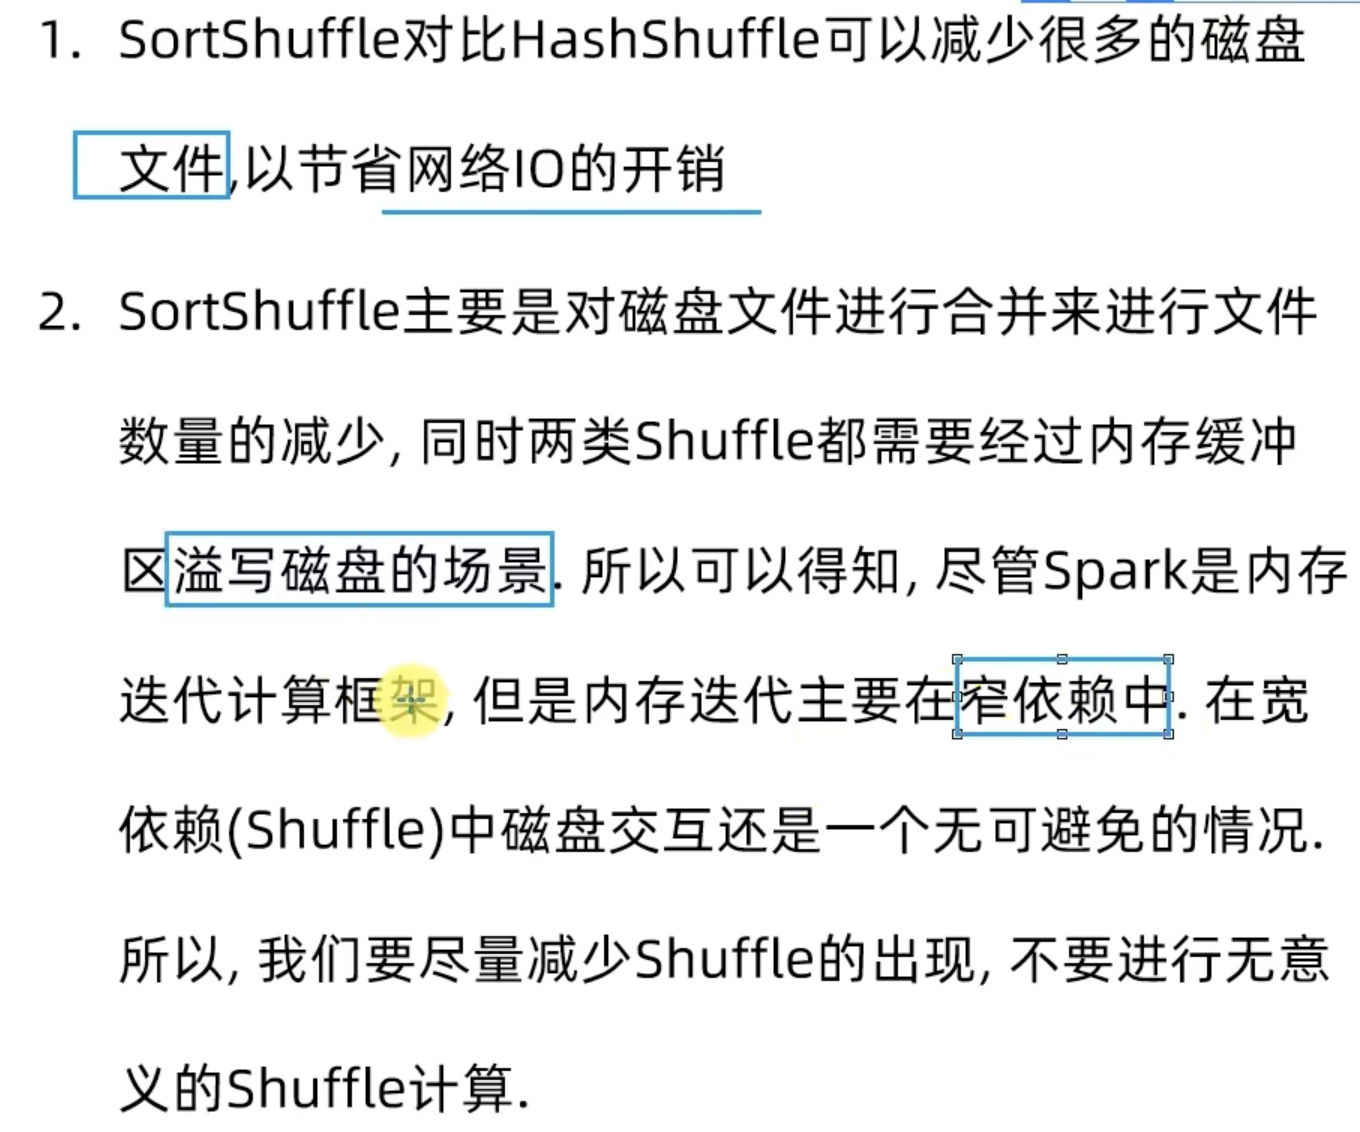 1. SortShuffle对比HashShuffle可以减少很多的磁盘
文件,以节省网络IO的开销
2. SortShuffle主要是对磁盘文件进行合并来进行文件
数量的减少, 同时两类Shuffle都需要经过内存缓冲
区溢写磁盘的场景. 所以可以得知, 尽管Spark是内存
迭代计算框架, 但是内存迭代主要在窄依赖中. 在宽
依赖(Shuffle)中磁盘交互还是一个无可避免的情况.
所以, 我们要尽量减少Shuffle的出现, 不要进行无意
义的Shuffle计算.